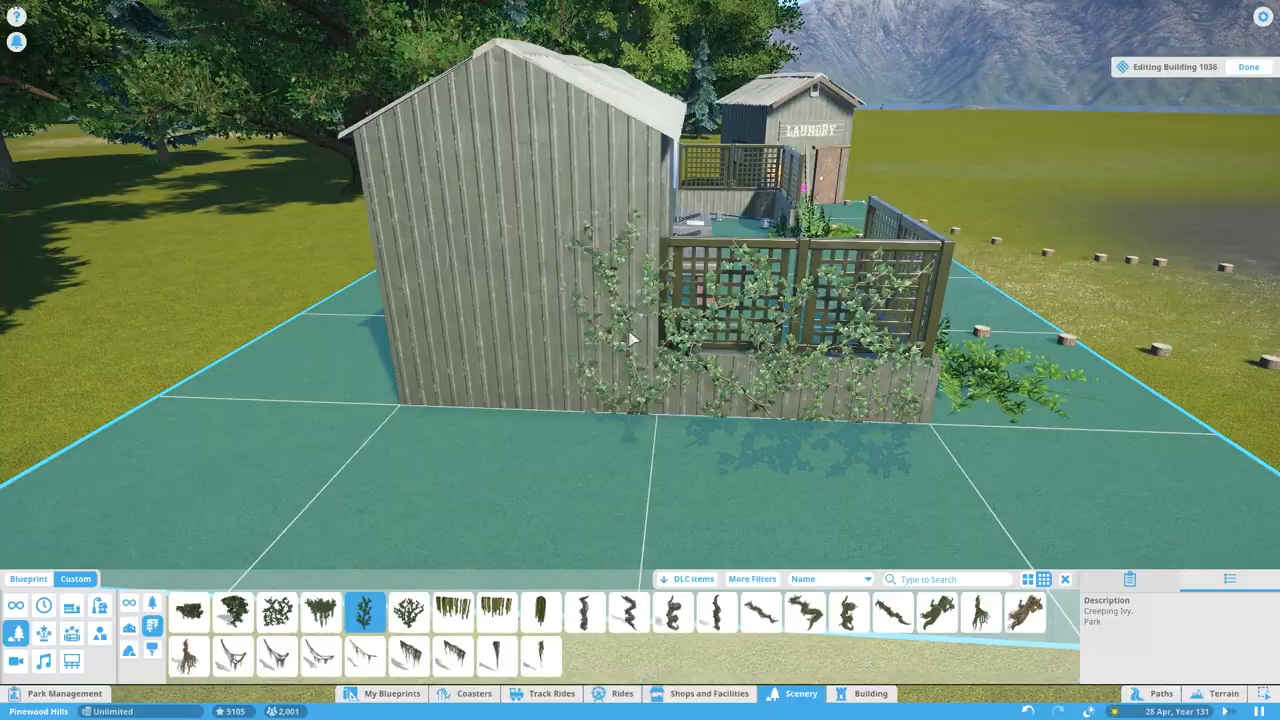 ?
Editing Building 1036 Done
LAUNDRY
Blueprint Custom
DLC items More Filters Name Type to Search
Description
Creeping Ivy.
Park
Park Management My Blueprints Coasters Track Rides Rides Shops and Facilities Scenery Building Paths Terrain
Pinewood Hills Unlimited 5105 2,001 28 Apr, Year 131